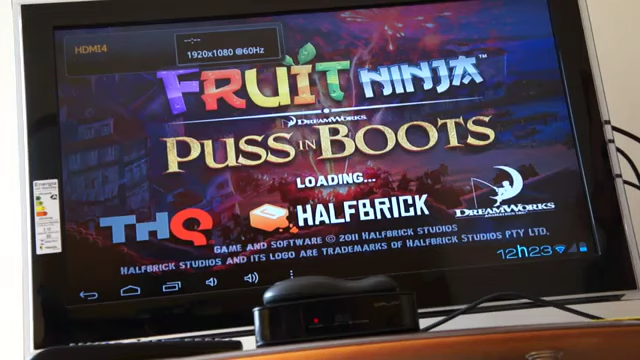 HDMI4
--:--
1920x1080 @60Hz
FRUIT NINJA™
DREAMWORKS
PUSS IN BOOTS
LOADING...
THQ
HALFBRICK
DREAMWORKS
GAME AND SOFTWARE © 2011 HALFBRICK STUDIOS
HALFBRICK STUDIOS AND ITS LOGO ARE TRADEMARKS OF HALFBRICK STUDIOS PTY LTD.
12h23